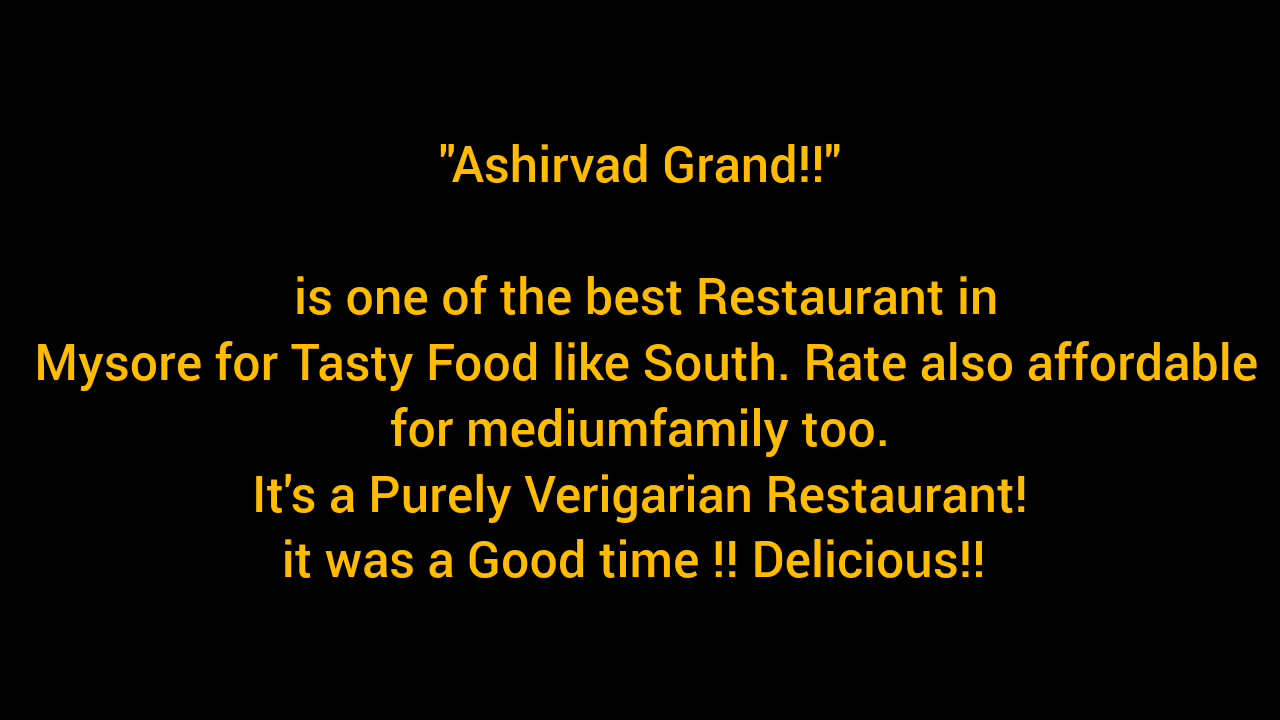 "Ashirvad Grand!!"
is one of the best Restaurant in
Mysore for Tasty Food like South. Rate also affordable
for mediumfamily too.
It's a Purely Verigarian Restaurant!
it was a Good time !! Delicious!!